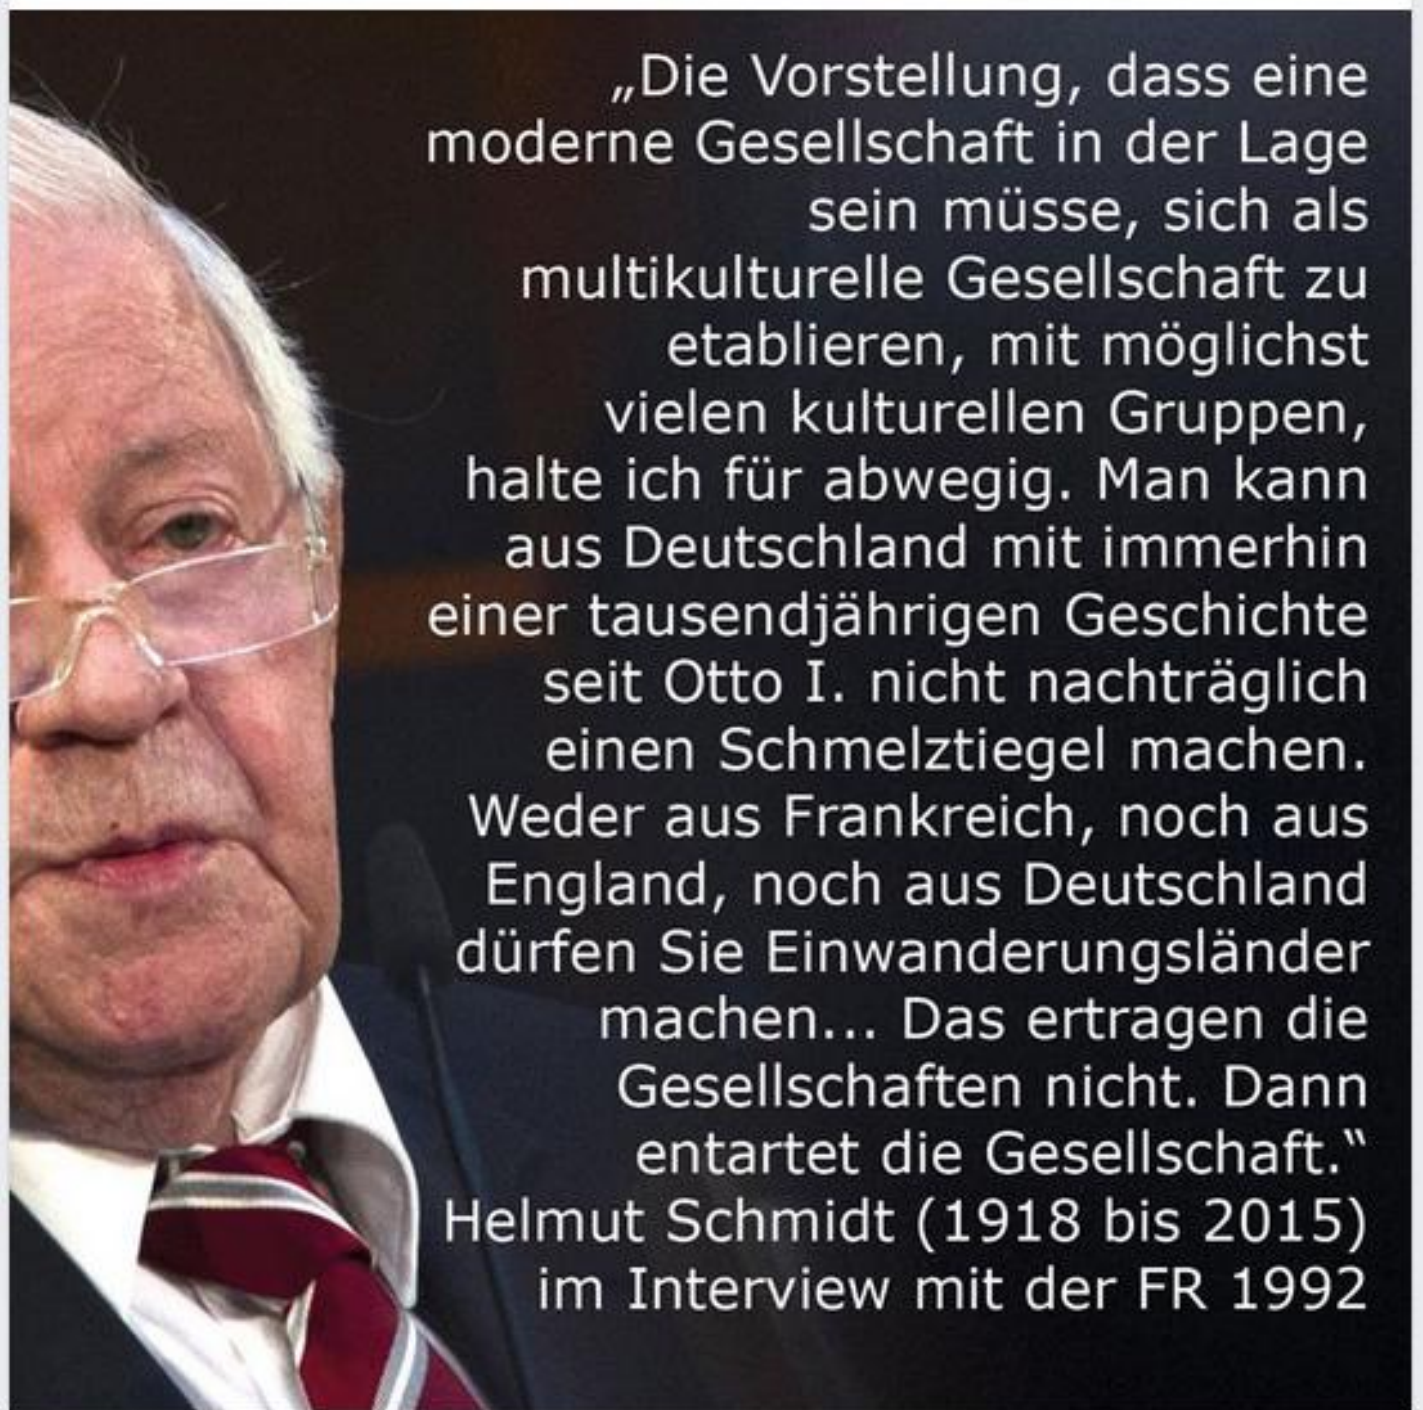 „Die Vorstellung, dass eine
moderne Gesellschaft in der Lage
sein müsse, sich als
multikulturelle Gesellschaft zu
etablieren, mit möglichst
vielen kulturellen Gruppen,
halte ich für abwegig. Man kann
aus Deutschland mit immerhin
einer tausendjährigen Geschichte
seit Otto I. nicht nachträglich
einen Schmelztiegel machen.
Weder aus Frankreich, noch aus
England, noch aus Deutschland
dürfen Sie Einwanderungsländer
machen... Das ertragen die
Gesellschaften nicht. Dann
entartet die Gesellschaft.“
Helmut Schmidt (1918 bis 2015)
im Interview mit der FR 1992